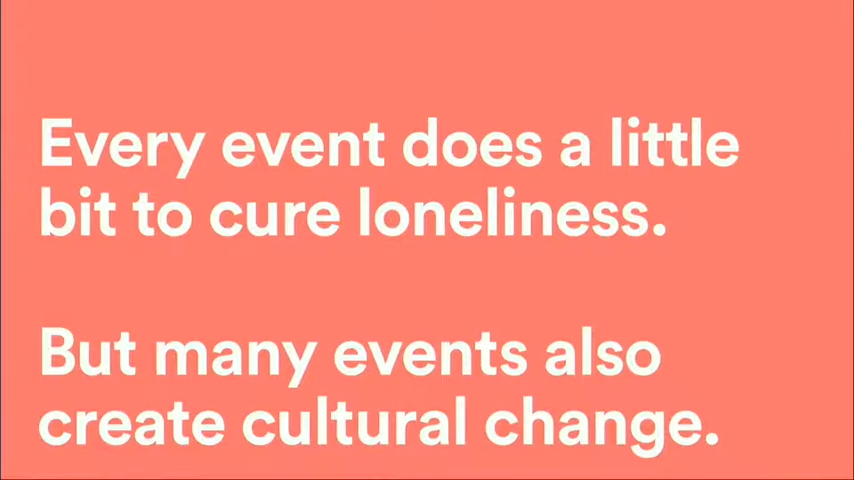 Every event does a little
bit to cure loneliness.
But many events also
create cultural change.